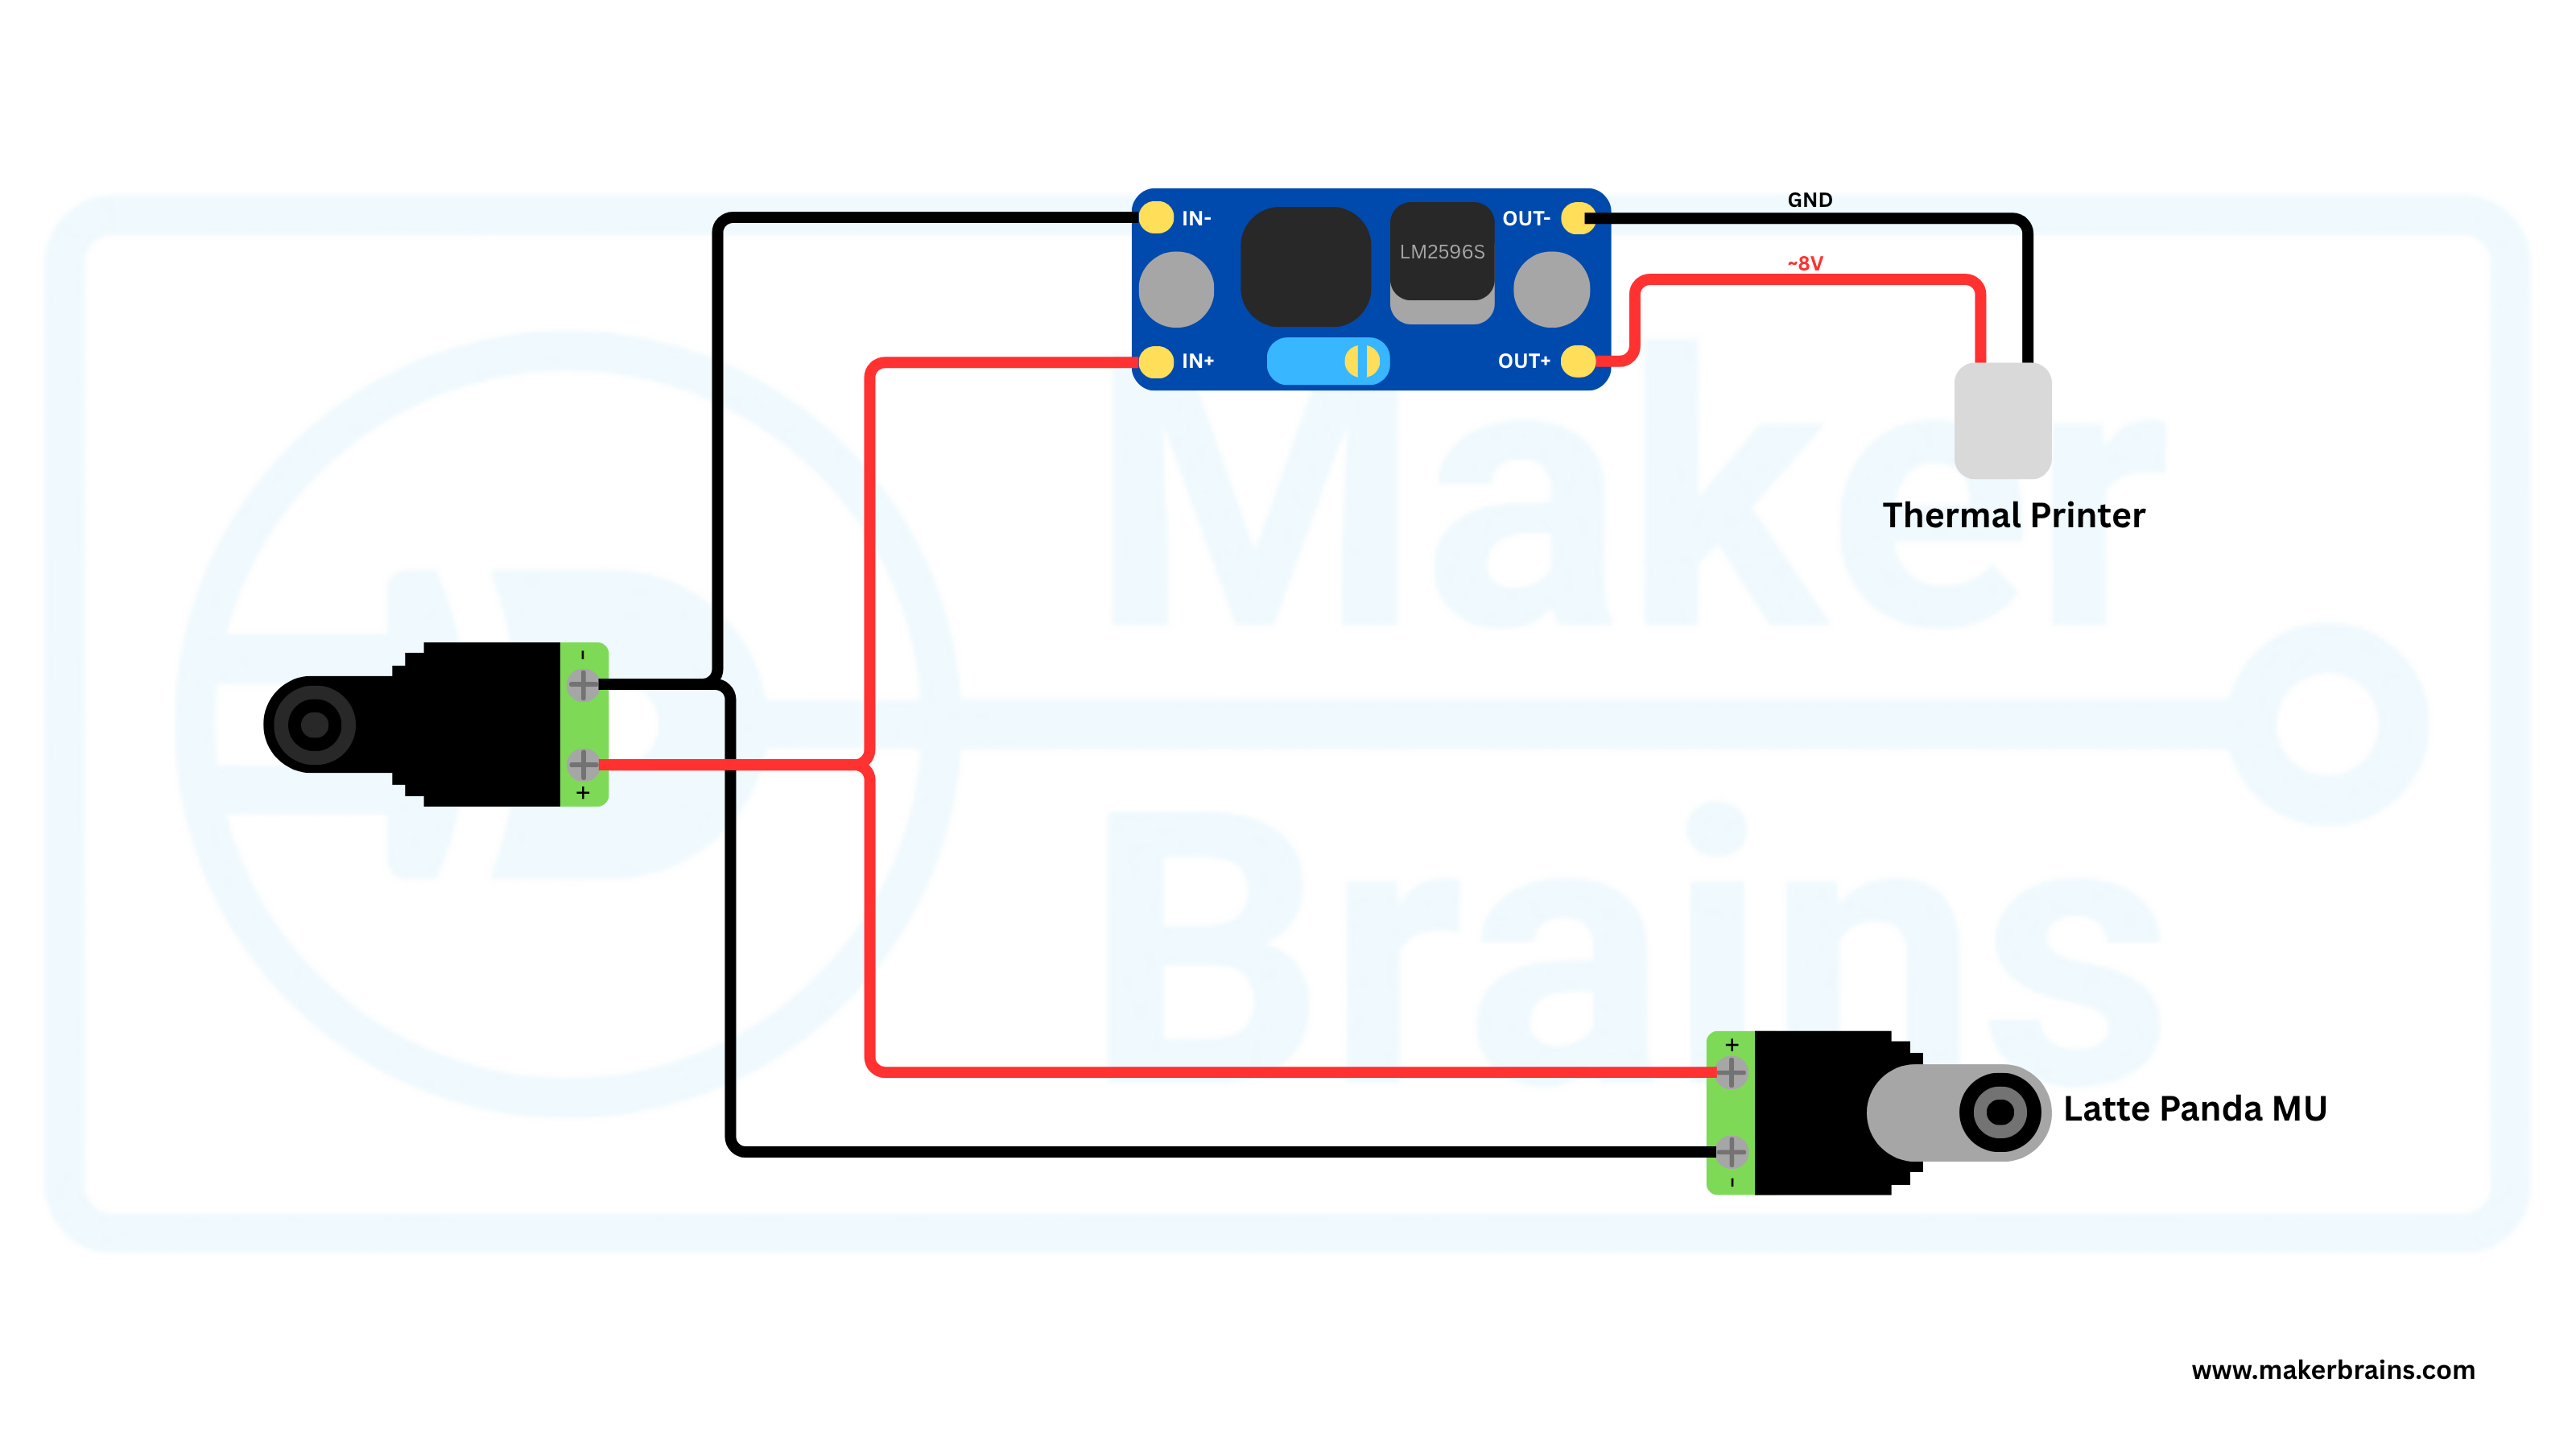 GND
IN-
OUT-
LM2596S
~8V
IN+
OUT+
Thermal Printer
-
+
+
-
Latte Panda MU
Maker
Brains
www.makerbrains.com